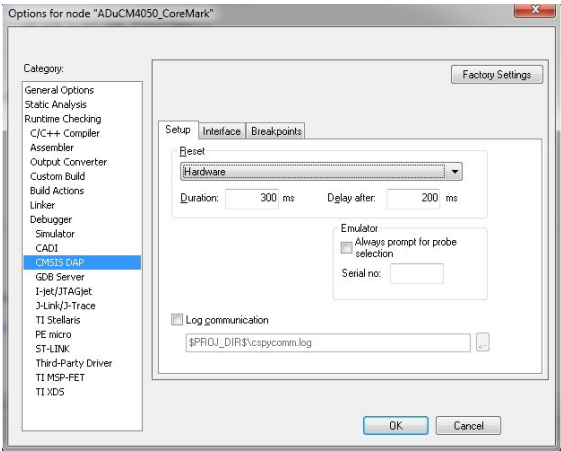 Options for node "ADuCM4050_CoreMark"
Category:
General Options
Static Analysis
Runtime Checking
C/C++ Compiler
Assembler
Output Converter
Custom Build
Build Actions
Linker
Debugger
Simulator
CADI
CMSIS DAP
GDB Server
I-jet/JTAGjet
J-Link/J-Trace
TI Stellaris
PE micro
ST-LINK
Third-Party Driver
TI MSP-FET
TI XDS
Factory Settings
Setup Interface Breakpoints
Reset
Hardware
Duration: 300 ms Delay after: 200 ms
Emulator
Always prompt for probe
selection
Serial no:
Log communication
$PROJ_DIR$\cspycomm.log ...
OK Cancel